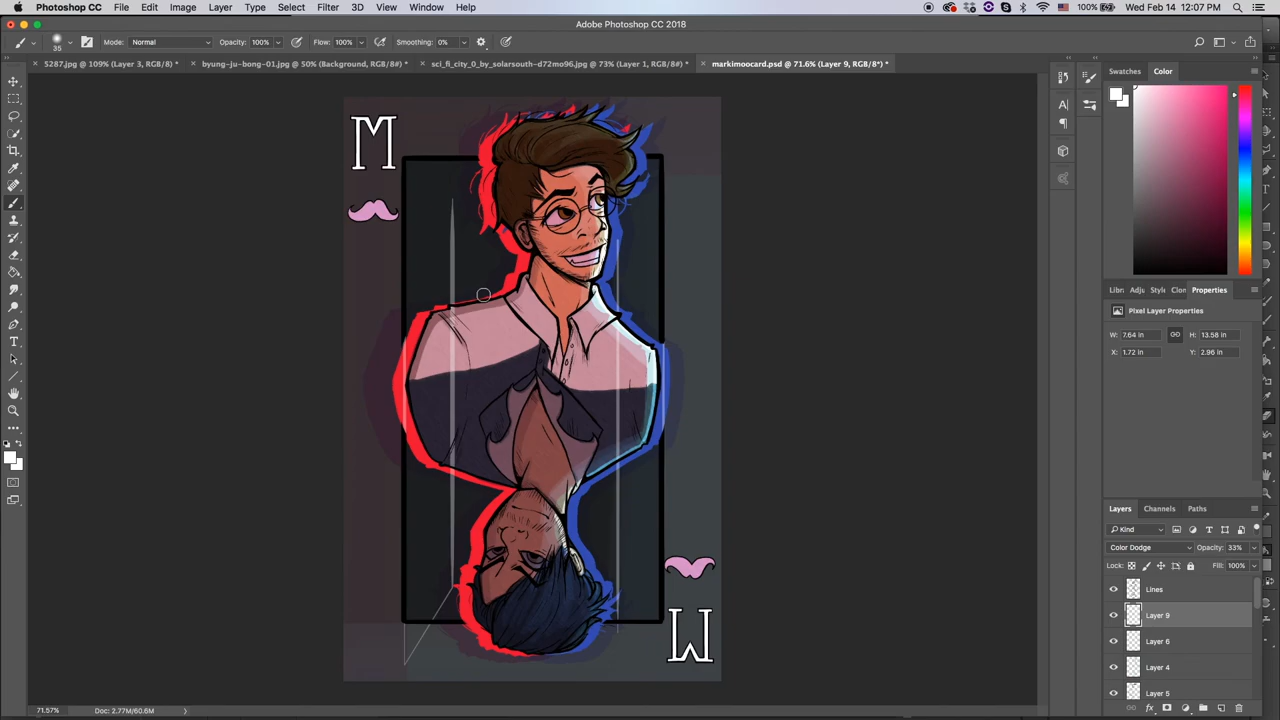 Photoshop CC File Edit Image Layer Type Select Filter 3D View Window Help 100% Wed Feb 14 12:07 PM
Adobe Photoshop CC 2018
35 Mode: Normal Opacity: 100% Flow: 100% Smoothing: 0%
5287.jpg @ 109% (Layer 3, RGB/8) * byung-ju-bong-01.jpg @ 50% (Background, RGB/8#) * sci_fi_city_0_by_solarsouth-d72mo96.jpg @ 73% (Layer 1, RGB/8#) * markimoocard.psd @ 71.6% (Layer 9, RGB/8*) *
Swatches Color
M
Libr Adju Style Clon Properties
Pixel Layer Properties
W: 7.64 in H: 13.58 in
X: 1.72 in Y: 2.96 in
Layers Channels Paths
Kind
Color Dodge Opacity: 33%
Lock: Fill: 100%
Lines
Layer 9
Layer 6
Layer 4
Layer 5
M
71.57% Doc: 2.77M/60.6M